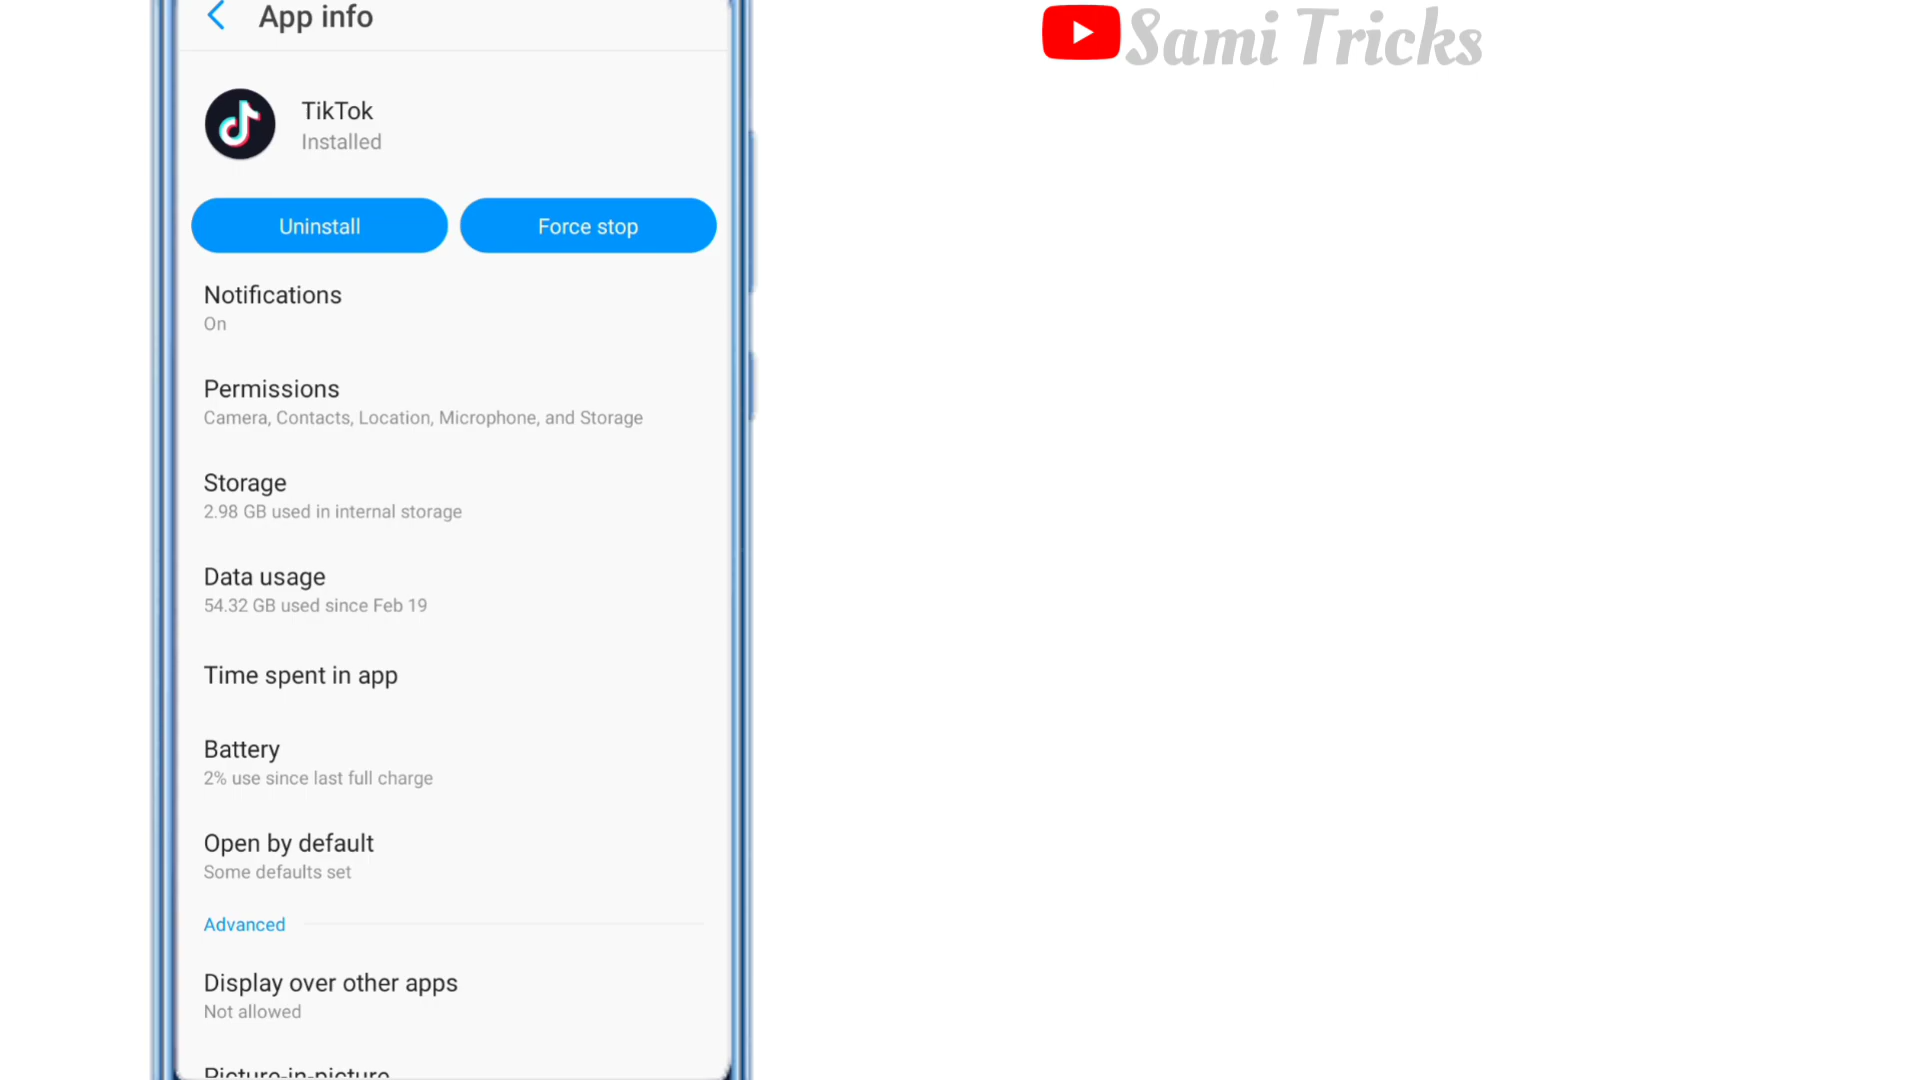 App info
Sami Tricks
TikTok
Installed
Uninstall
Force stop
Notifications
On
Permissions
Camera, Contacts, Location, Microphone, and Storage
Storage
2.98 GB used in internal storage
Data usage
54.32 GB used since Feb 19
Time spent in app
Battery
2% use since last full charge
Open by default
Some defaults set
Advanced
Display over other apps
Not allowed
Picture-in-picture